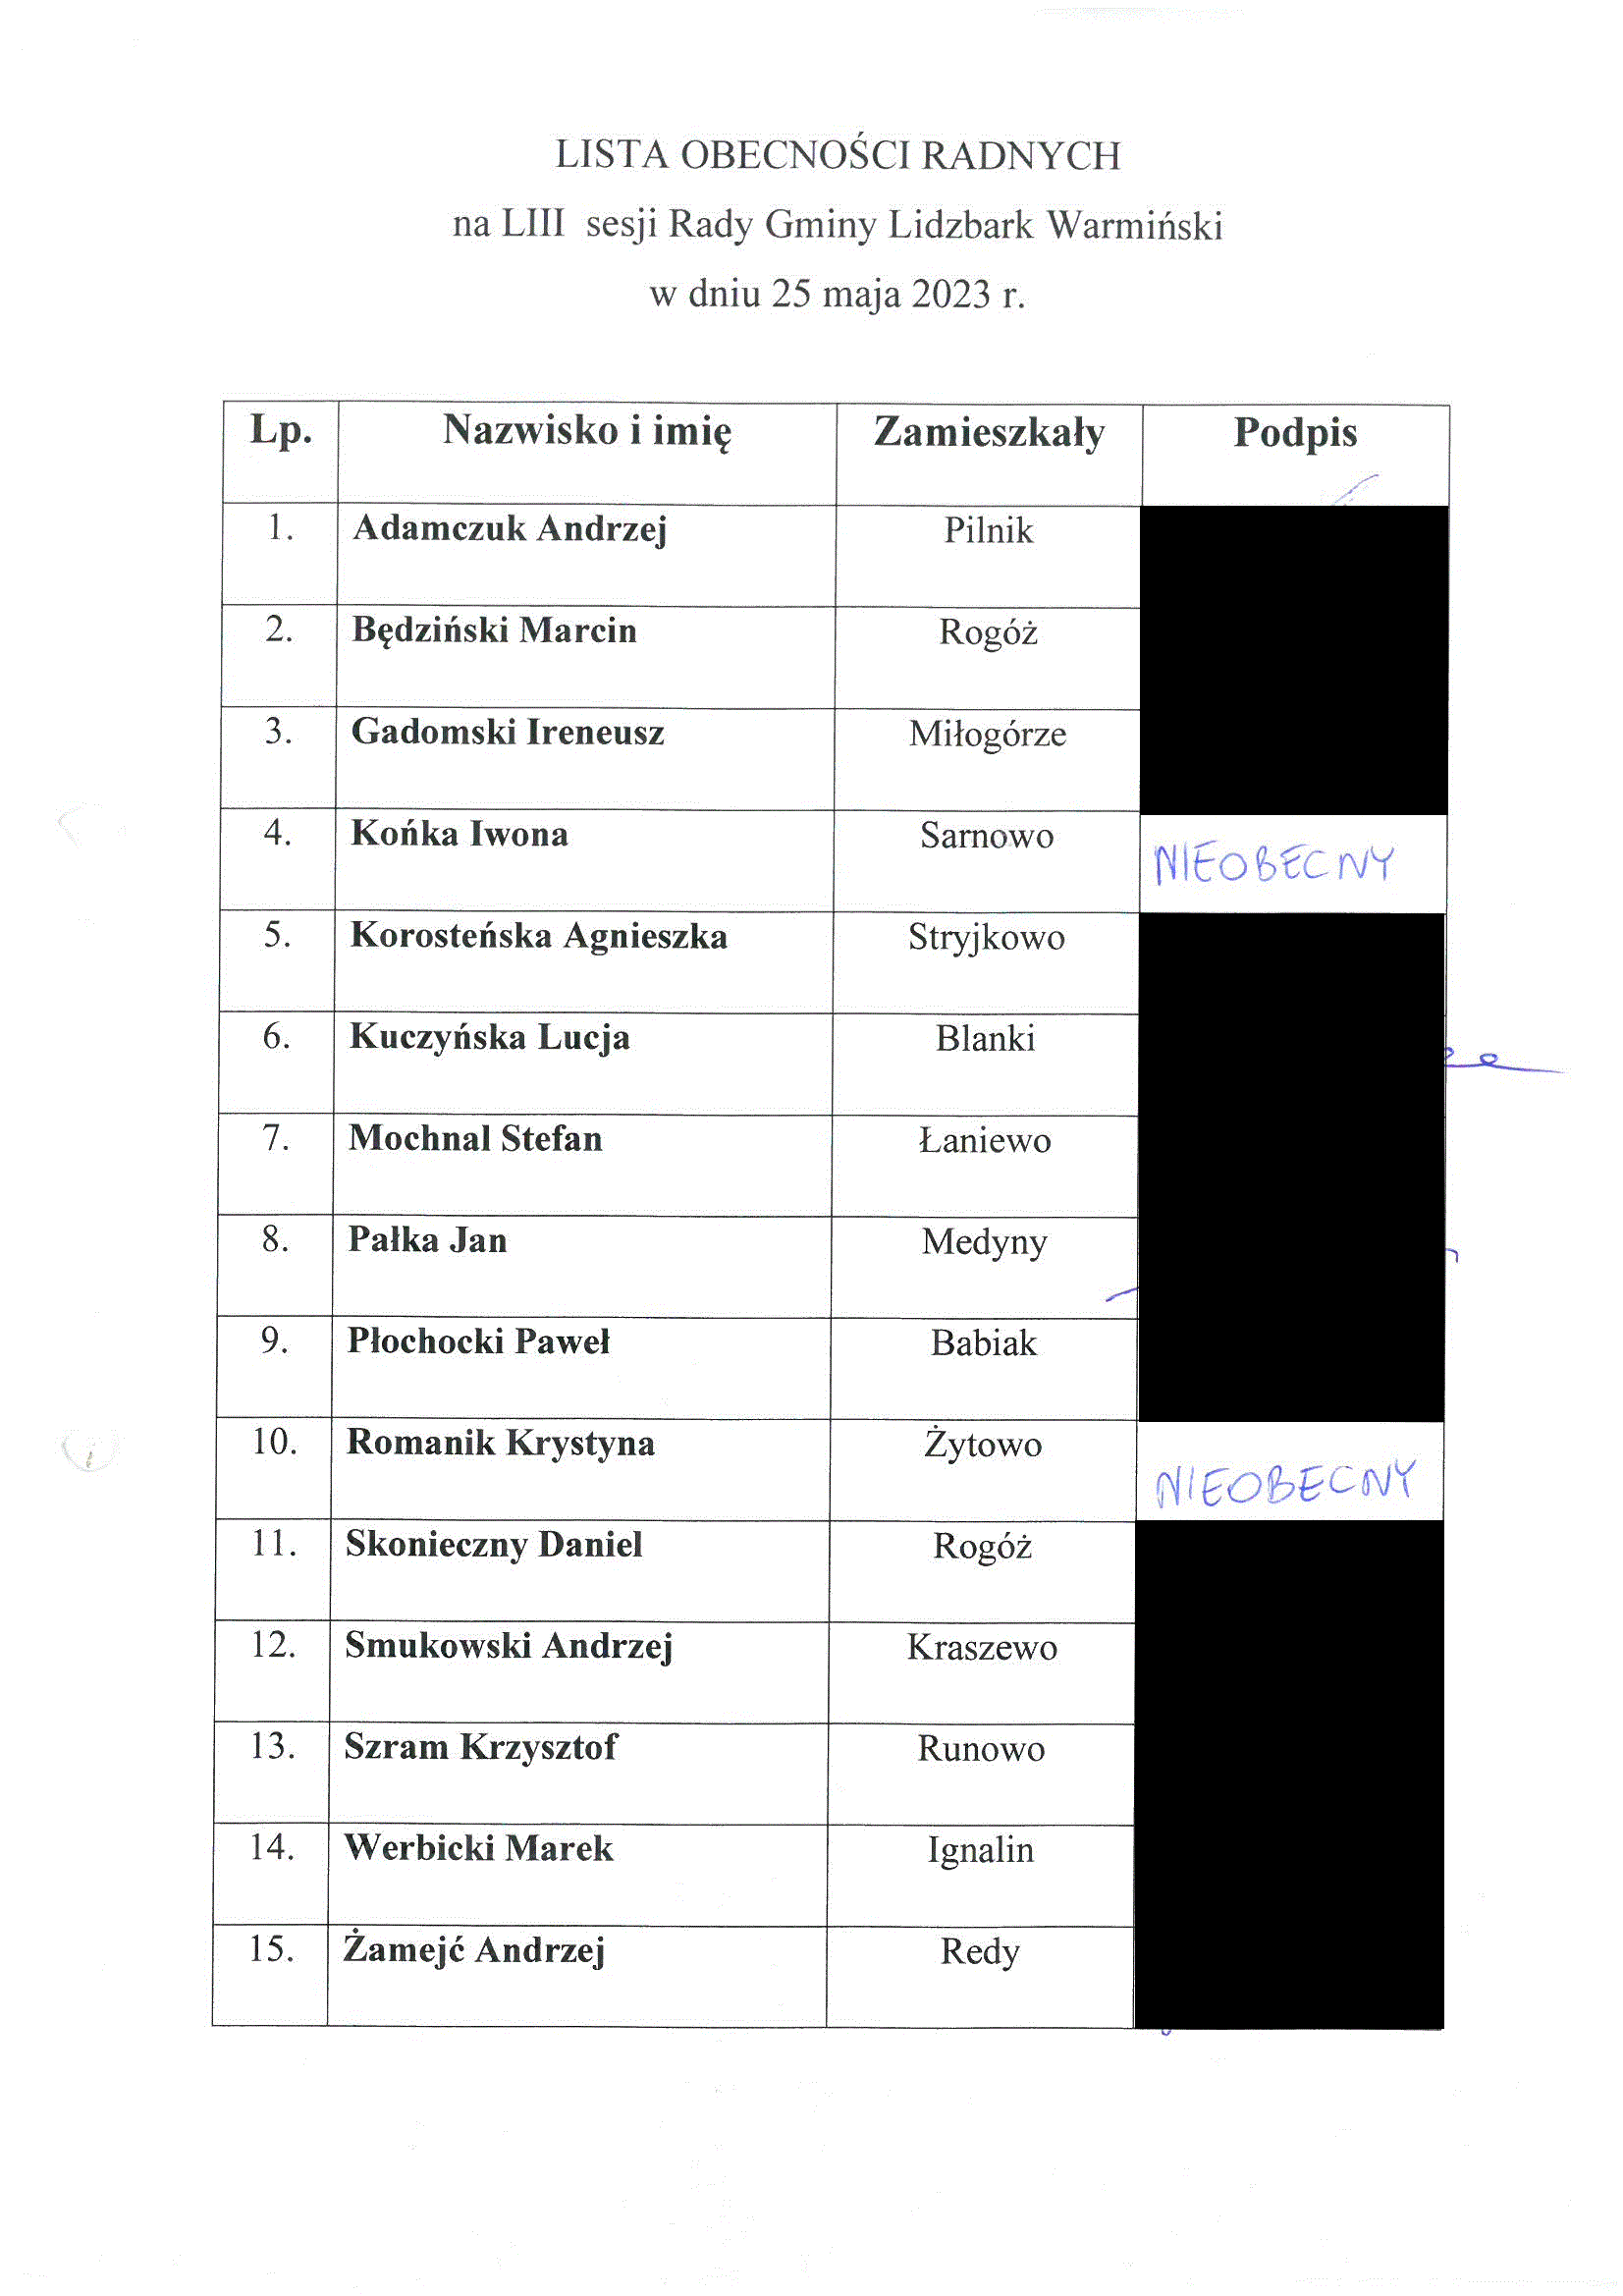 LISTA OBECNOŚCI RADNYCH
na LIII sesji Rady Gminy Lidzbark Warmiński
w dniu 25 maja 2023 r.
Lp. Nazwisko i imię Zamieszkały Podpis
1. Adamczuk Andrzej Pilnik
2. Będziński Marcin Rogóż
3. Gadomski Ireneusz Miłogórze
4. Końka Iwona Sarnowo NIEOBECNY
5. Korosteńska Agnieszka Stryjkowo
6. Kuczyńska Lucja Blanki
7. Mochnal Stefan Łaniewo
8. Pałka Jan Medyny
9. Płochocki Paweł Babiak
10. Romanik Krystyna Żytowo NIEOBECNY
11. Skonieczny Daniel Rogóż
12. Smukowski Andrzej Kraszewo
13. Szram Krzysztof Runowo
14. Werbicki Marek Ignalin
15. Żamejć Andrzej Redy